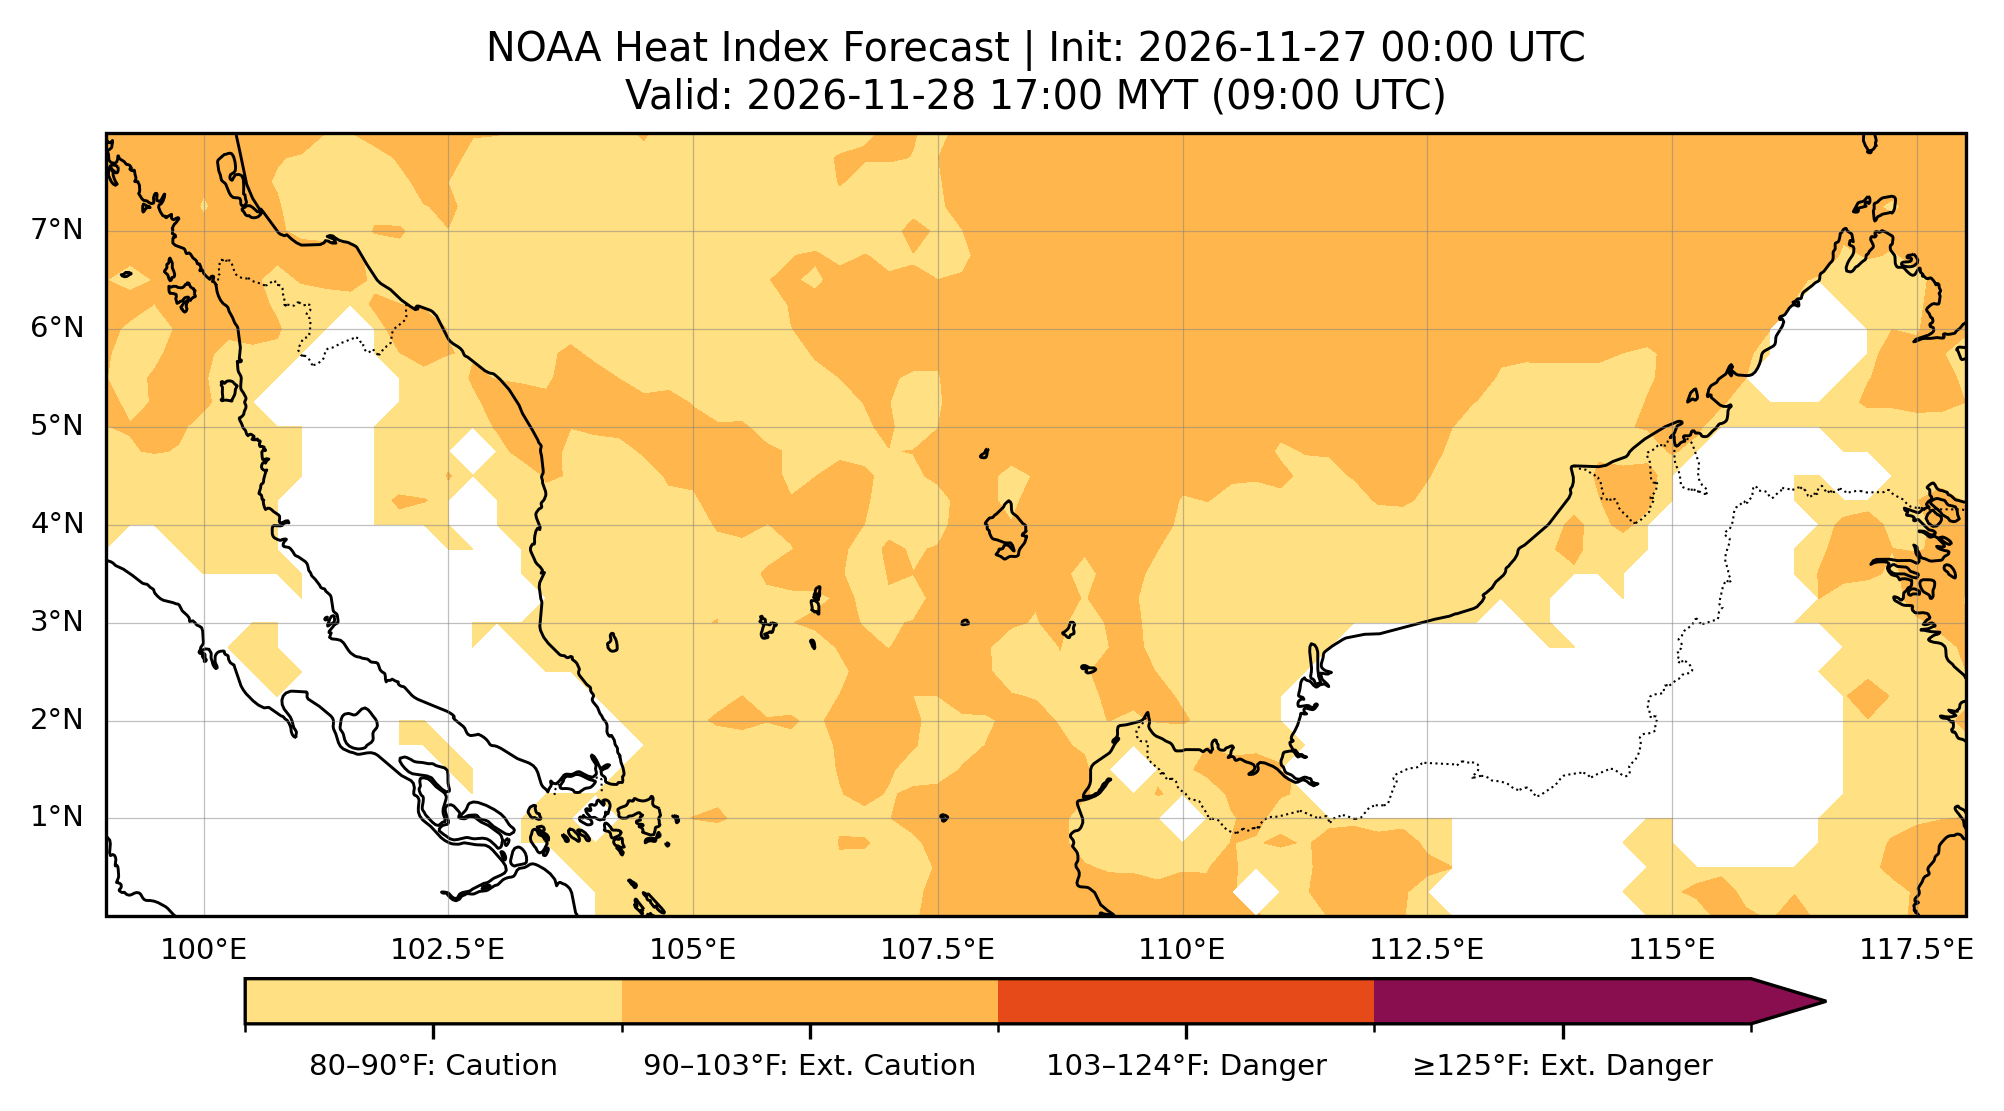 NOAA Heat Index Forecast | Init: 2026-11-27 00:00 UTC
Valid: 2026-11-28 17:00 MYT (09:00 UTC)
7°N
6°N
5°N
4°N
3°N
2°N
1°N
100°E 102.5°E 105°E 107.5°E 110°E 112.5°E 115°E 117.5°E
80–90°F: Caution 90–103°F: Ext. Caution 103–124°F: Danger ≥125°F: Ext. Danger